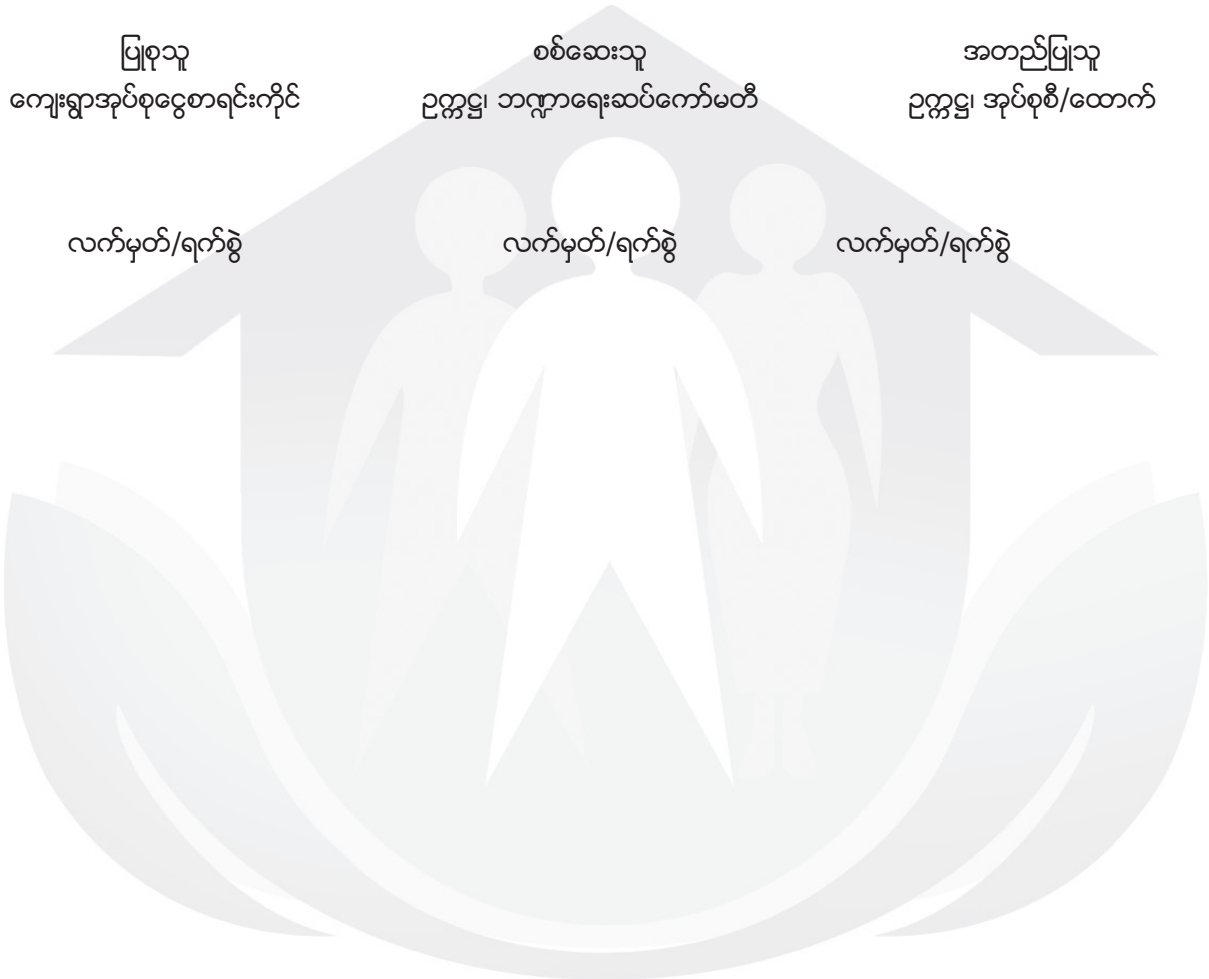 ပြုစုသူ စစ်ဆေးသူ အတည်ပြုသူ
ကျေးရွာအုပ်စုငွေစာရင်းကိုင် ဥက္ကဋ္ဌ၊ ဘဏ္ဍာရေးဆပ်ကော်မတီ ဥက္ကဋ္ဌ၊ အုပ်စုစီ/ထောက်
လက်မှတ်/ရက်စွဲ လက်မှတ်/ရက်စွဲ လက်မှတ်/ရက်စွဲ